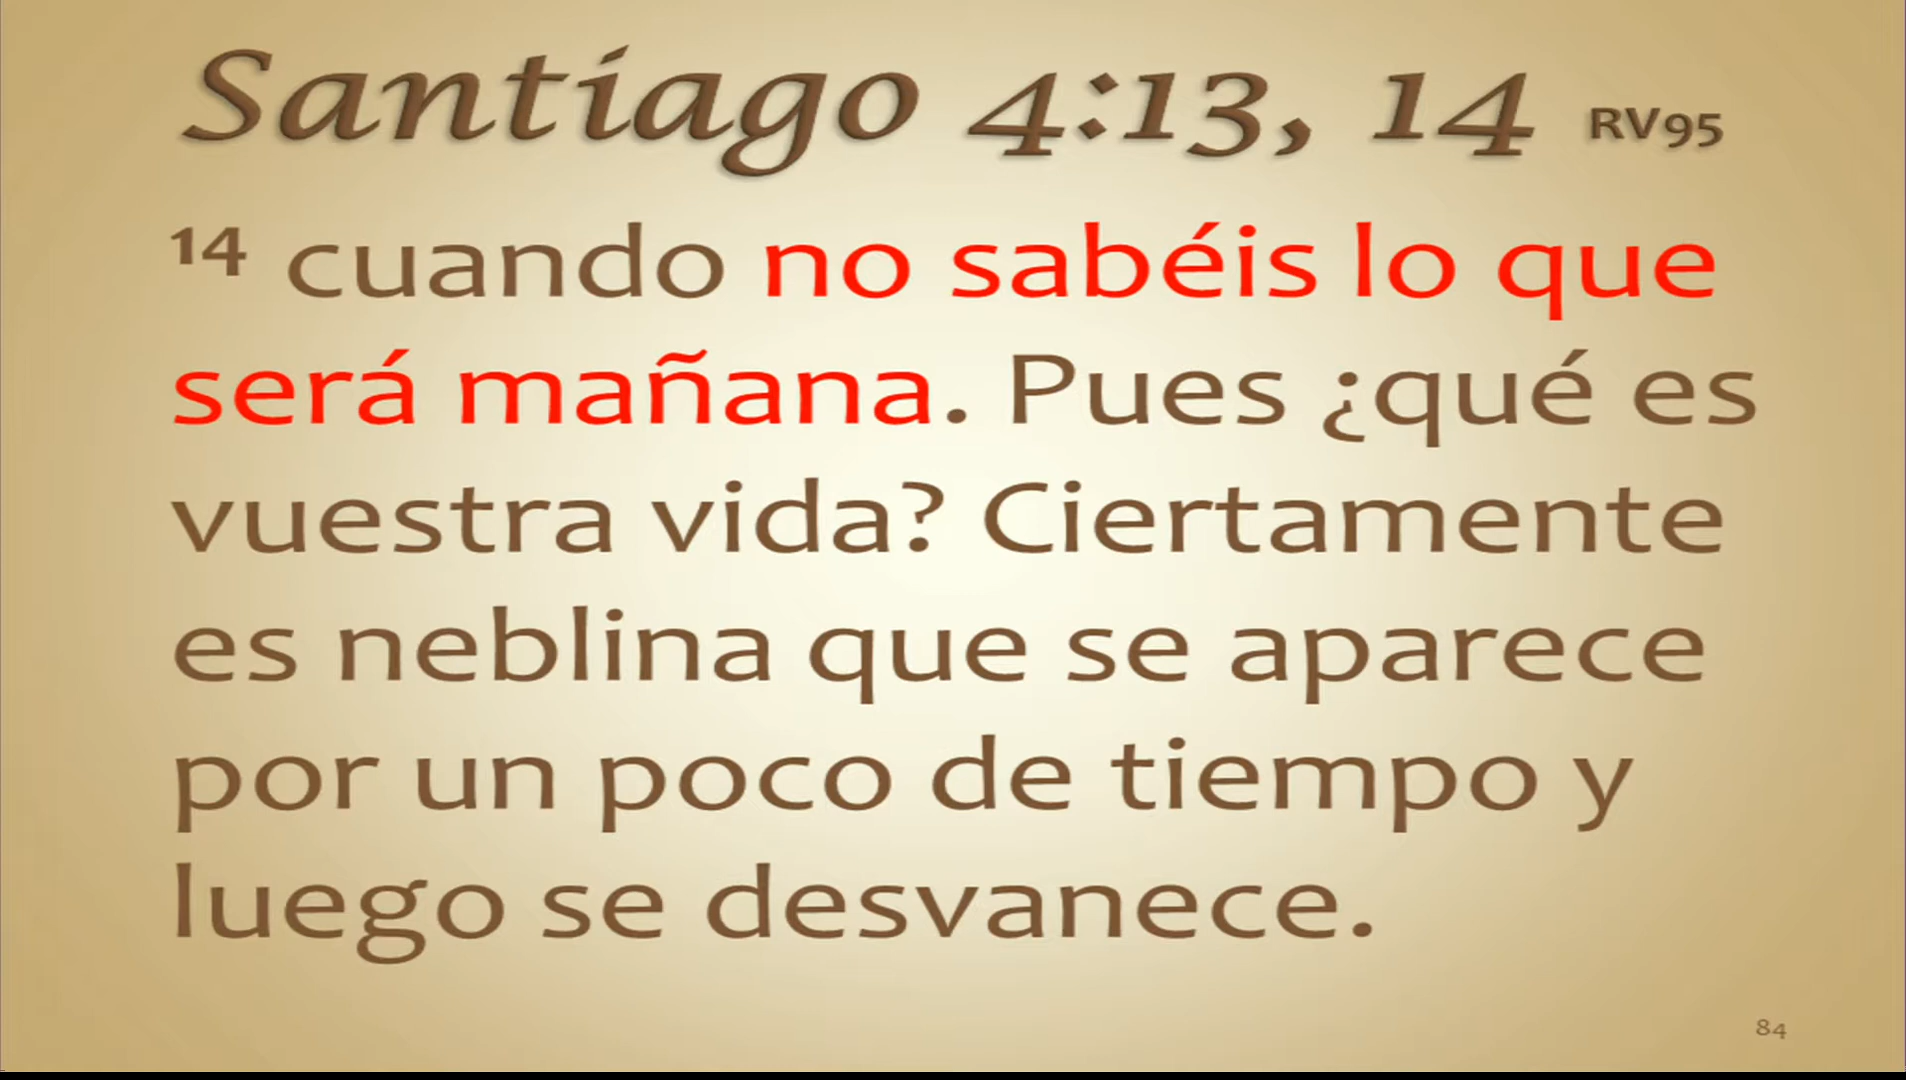 Santiago 4:13, 14 RV95
14 cuando no sabéis lo que
será mañana. Pues ¿qué es
vuestra vida? Ciertamente
es neblina que se aparece
por un poco de tiempo y
luego se desvanece.
84